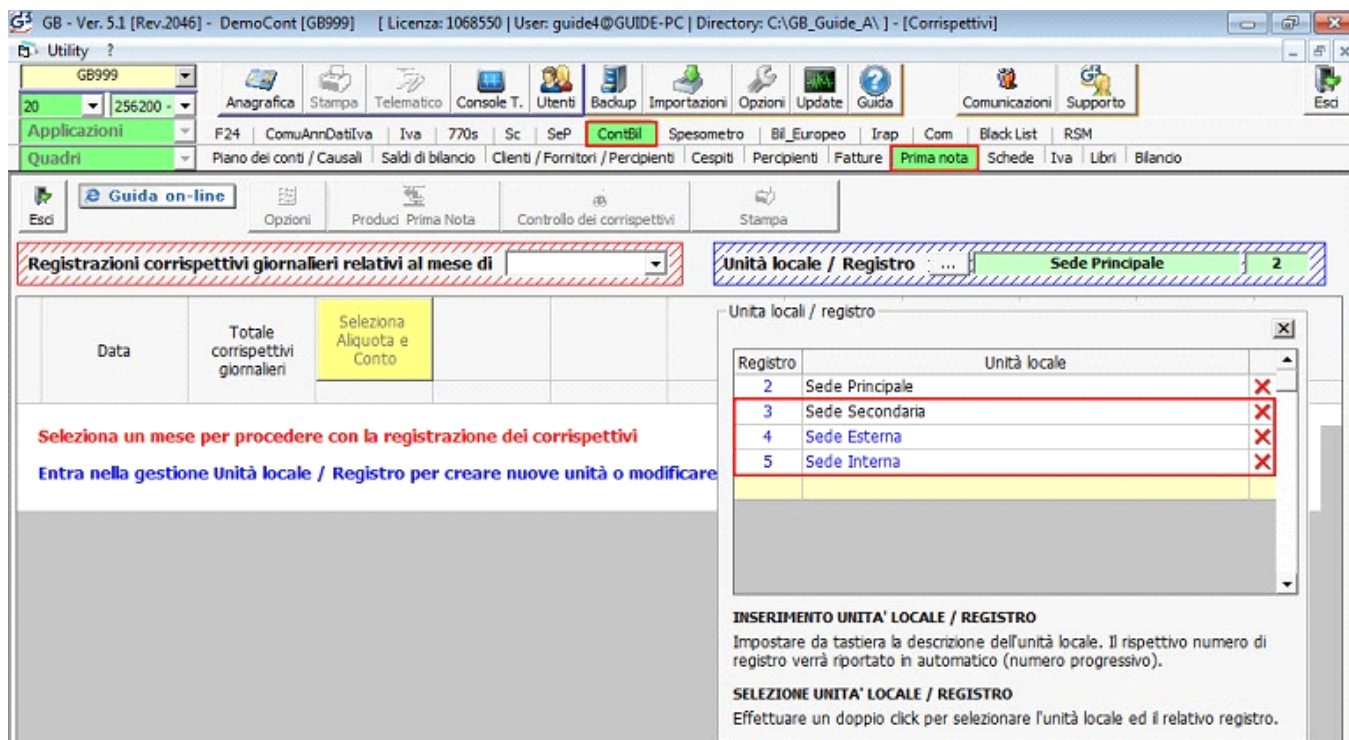 GB - Ver. 5.1 [Rev.2046] - DemoCont [GB999] [ Licenza: 1068550 | User: guide4@GUIDE-PC | Directory: C:\GB_Guide_A\ ] - [Corrispettivi]
Utility ?
GB999
20 256200 -
Anagrafica Stampa Telematico Console T. Utenti Backup Importazioni Opzioni Update Guida Comunicazioni Supporto Esci
Applicazioni F24 ComuAnnDatiIva Iva 770s Sc SeP ContBil Spesometro Bil_Europeo Irap Com Black List RSM
Quadri Piano dei conti / Causali Saldi di bilancio Clienti / Fornitori / Percipienti Cespiti Percipienti Fatture Prima nota Schede Iva Libri Bilancio
Esci Guida on-line Opzioni Produci Prima Nota Controllo dei corrispettivi Stampa
Registrazioni corrispettivi giornalieri relativi al mese di
Unità locale / Registro ... Sede Principale 2
Data
Totale corrispettivi giornalieri
Seleziona Aliquota e Conto
Seleziona un mese per procedere con la registrazione dei corrispettivi
Entra nella gestione Unità locale / Registro per creare nuove unità o modificare
Unita locali / registro
Registro Unità locale
2 Sede Principale
3 Sede Secondaria
4 Sede Esterna
5 Sede Interna
INSERIMENTO UNITA' LOCALE / REGISTRO
Impostare da tastiera la descrizione dell'unità locale. Il rispettivo numero di
registro verrà riportato in automatico (numero progressivo).
SELEZIONE UNITA' LOCALE / REGISTRO
Effettuare un doppio click per selezionare l'unità locale ed il relativo registro.